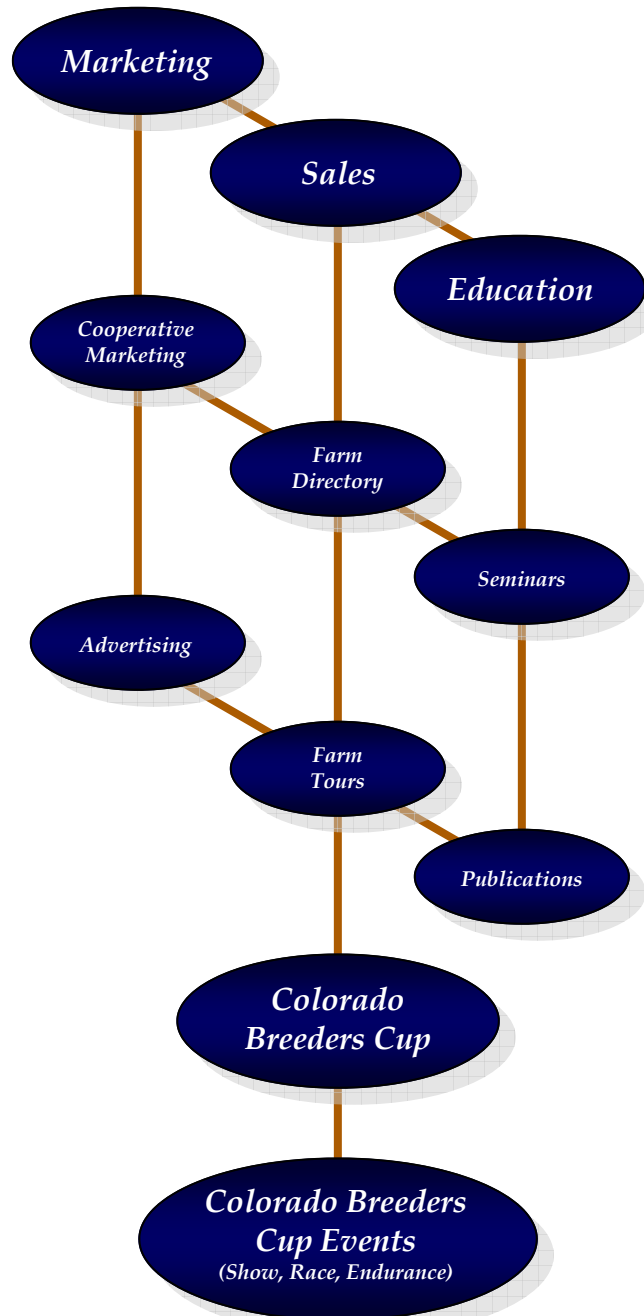 Marketing
Sales
Education
Cooperative
Marketing
Farm
Directory
Seminars
Advertising
Farm
Tours
Publications
Colorado
Breeders Cup
Colorado Breeders
Cup Events
(Show, Race, Endurance)